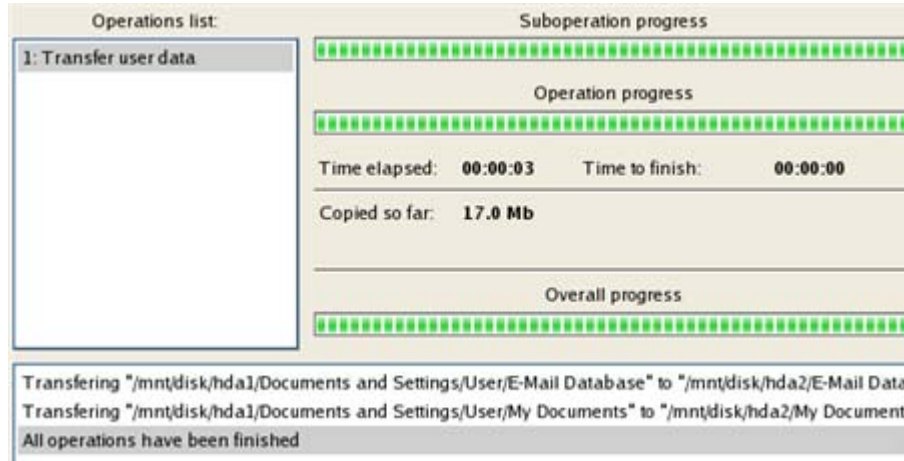 Operations list:
1: Transfer user data
Suboperation progress
Operation progress
Time elapsed: 00:00:03 Time to finish: 00:00:00
Copied so far: 17.0 Mb
Overall progress
Transfering "/mnt/disk/hda1/Documents and Settings/User/E-Mail Database" to "/mnt/disk/hda2/E-Mail Data
Transfering "/mnt/disk/hda1/Documents and Settings/User/My Documents" to "/mnt/disk/hda2/My Document
All operations have been finished